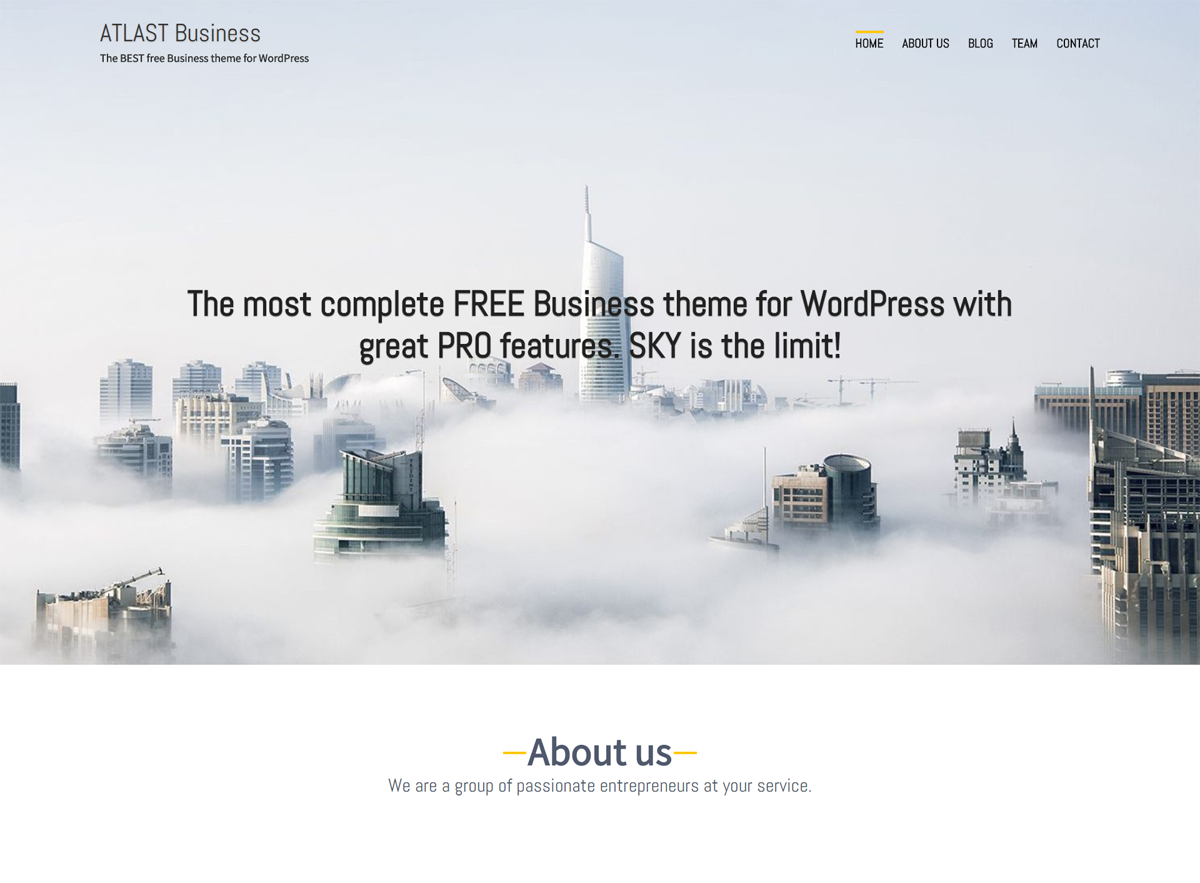 ATLAST Business
The BEST free Business theme for WordPress
HOME ABOUT US BLOG TEAM CONTACT
The most complete FREE Business theme for WordPress with
great PRO features. SKY is the limit!
About us
We are a group of passionate entrepreneurs at your service.